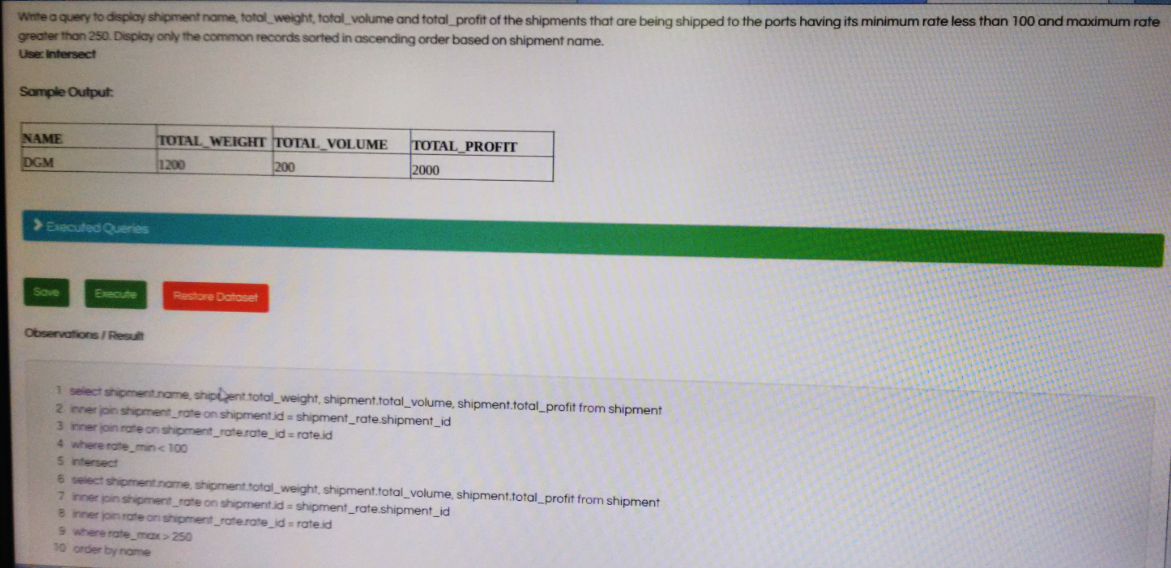 Write a query to display shipment name, total_weight, total_volume and total_profit of the shipments that are being shipped to the ports having its minimum rate less than 100 and maximum rate
greater than 250. Display only the common records sorted in ascending order based on shipment name.
Use: Intersect
Sample Output:
NAME TOTAL_WEIGHT TOTAL_VOLUME TOTAL_PROFIT
DGM 1200 200 2000
Executed Queries
Save Execute Restore Dataset
Observations / Result
1 select shipment.name, shipment.total_weight, shipment.total_volume, shipment.total_profit from shipment
2 inner join shipment_rate on shipment.id = shipment_rate.shipment_id
3 inner join rate on shipment_rate.rate_id = rate.id
4 where rate_min < 100
5 intersect
6 select shipment.name, shipment.total_weight, shipment.total_volume, shipment.total_profit from shipment
7 inner join shipment_rate on shipment.id = shipment_rate.shipment_id
8 inner join rate on shipment_rate.rate_id = rate.id
9 where rate_max > 250
10 order by name